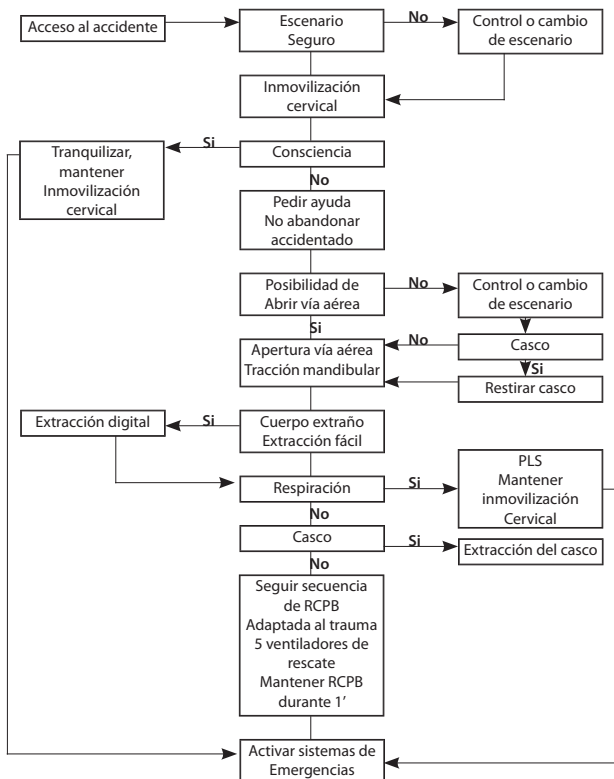 Acceso al accidente
Escenario
Seguro
No
Control o cambio
de escenario
Inmovilización
cervical
Si
Consciencia
Tranquilizar,
mantener
Inmovilización
cervical
No
Pedir ayuda
No abandonar
accidentado
Posibilidad de
Abrir vía aérea
No
Control o cambio
de escenario
Si
Apertura vía aérea
Tracción mandibular
No
Casco
Si
Restirar casco
Extracción digital
Si
Cuerpo extraño
Extracción fácil
Respiración
Si
PLS
Mantener
inmovilización
Cervical
No
Casco
Si
Extracción del casco
No
Seguir secuencia
de RCPB
Adaptada al trauma
5 ventiladores de
rescate
Mantener RCPB
durante 1’
Activar sistemas de
Emergencias